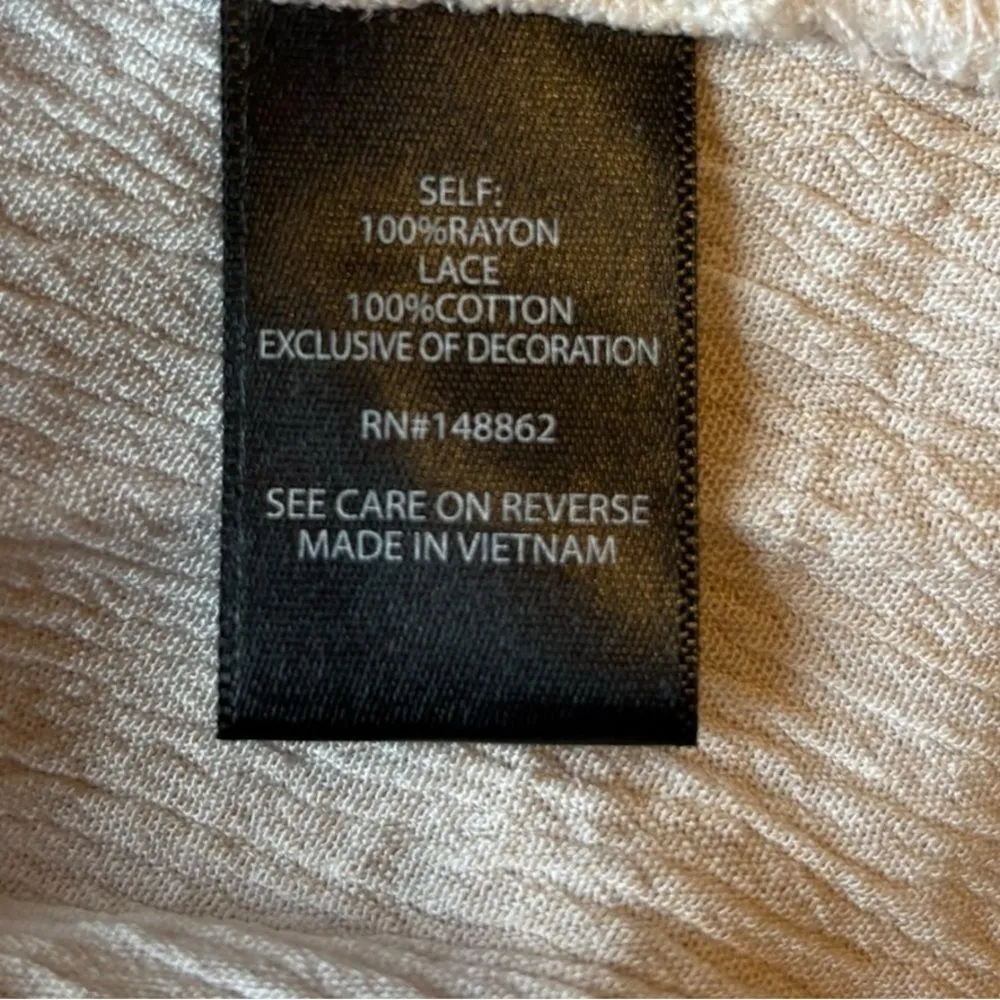 SELF:
100%RAYON
LACE
100%COTTON
EXCLUSIVE OF DECORATION
RN#148862
SEE CARE ON REVERSE
MADE IN VIETNAM